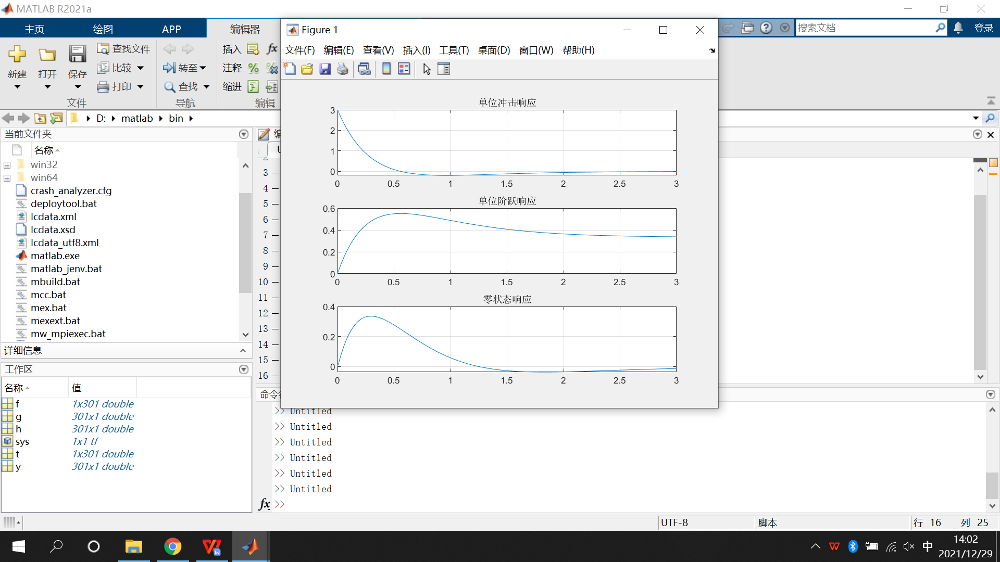 MATLAB R2021a
主页 绘图 APP 编辑器
搜索文档 登录
新建 打开 保存 查找文件 比较 打印 文件
转至 查找 导航
插入 fx 注释 缩进 编辑
D: matlab bin
当前文件夹
名称
win32
win64
crash_analyzer.cfg
deploytool.bat
lcdata.xml
lcdata.xsd
lcdata_utf8.xml
matlab.exe
matlab_jenv.bat
mbuild.bat
mcc.bat
mex.bat
mexext.bat
mw_mpiexec.bat
详细信息
工作区
名称 值
f 1x301 double
g 301x1 double
h 301x1 double
sys 1x1 tf
t 1x301 double
y 301x1 double
3
4
5
6
7
8
9
10
11
12
13
14
15
16
Figure 1
文件(F) 编辑(E) 查看(V) 插入(I) 工具(T) 桌面(D) 窗口(W) 帮助(H)
单位冲击响应
3
2
1
0
0 0.5 1 1.5 2 2.5 3
单位阶跃响应
0.6
0.4
0.2
0
0 0.5 1 1.5 2 2.5 3
零状态响应
0.4
0.2
0
0 0.5 1 1.5 2 2.5 3
命令
>> Untitled
>> Untitled
>> Untitled
>> Untitled
>> Untitled
>> Untitled
fx >>
UTF-8 脚本 行 16 列 25
中 14:02
2021/12/29